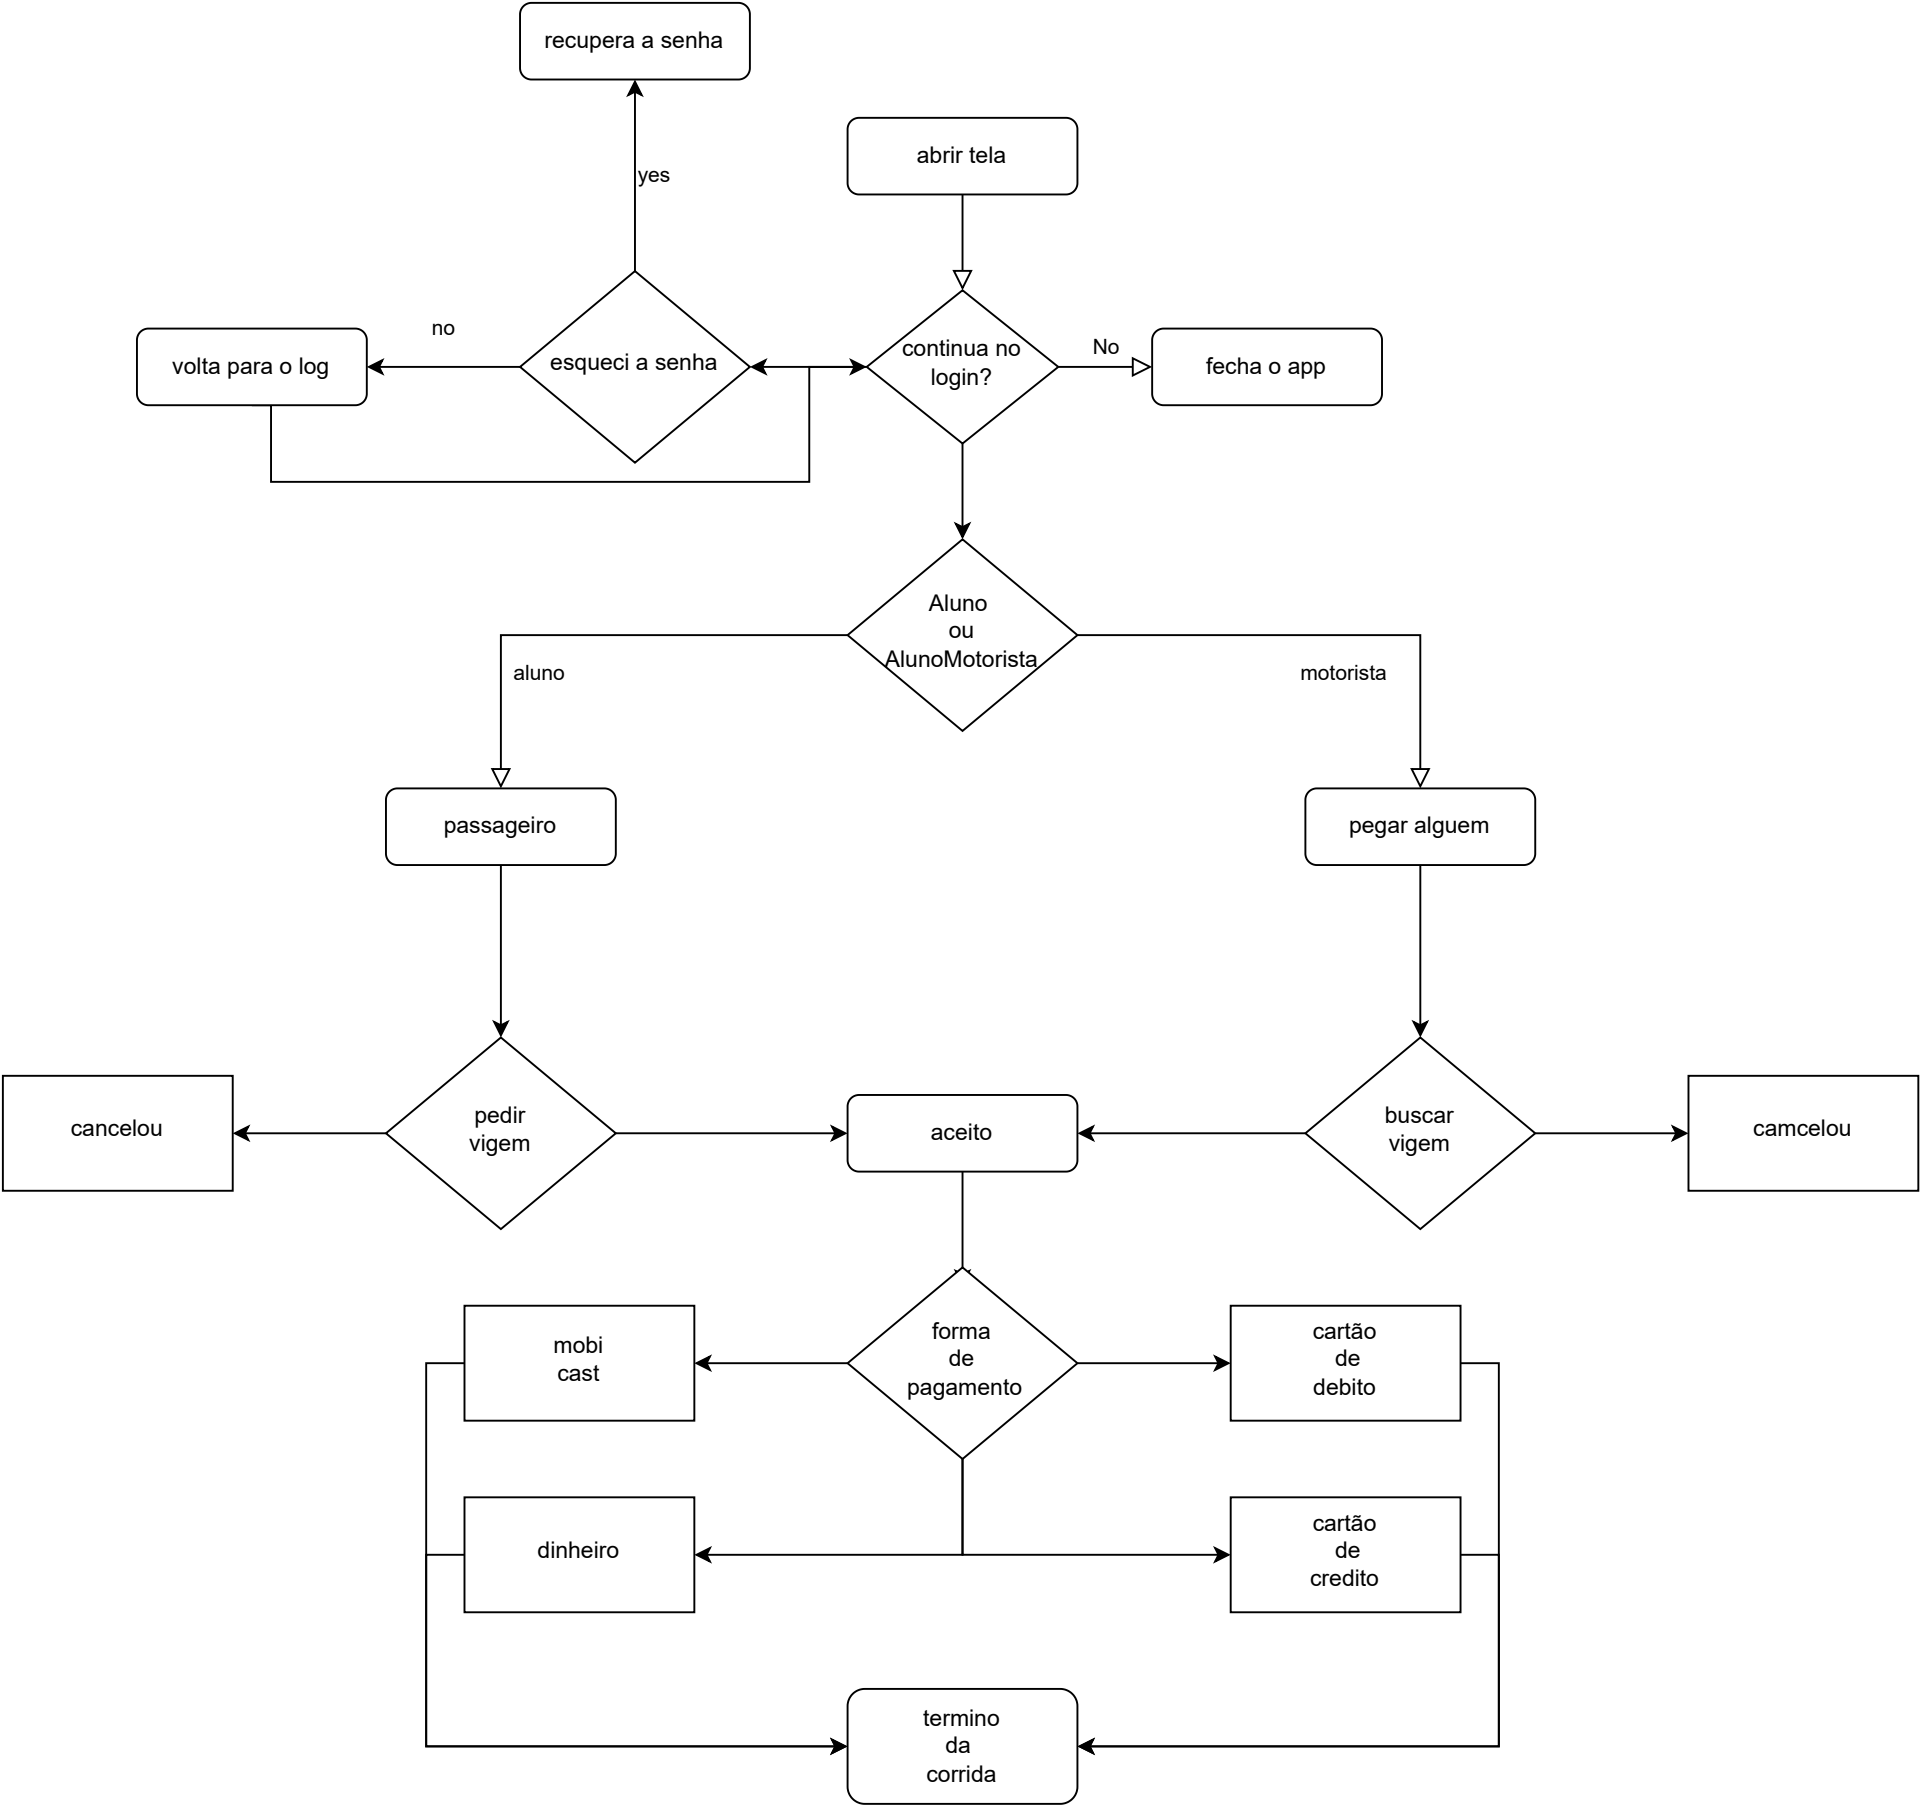 recupera a senha
abrir tela
yes
no
volta para o log
esqueci a senha
continua no
login?
No
fecha o app
Aluno
ou
AlunoMotorista
aluno
motorista
passageiro
pegar alguem
cancelou
pedir
vigem
aceito
buscar
vigem
camcelou
mobi
cast
forma
de
pagamento
cartão
de
debito
dinheiro
cartão
de
credito
termino
da
corrida